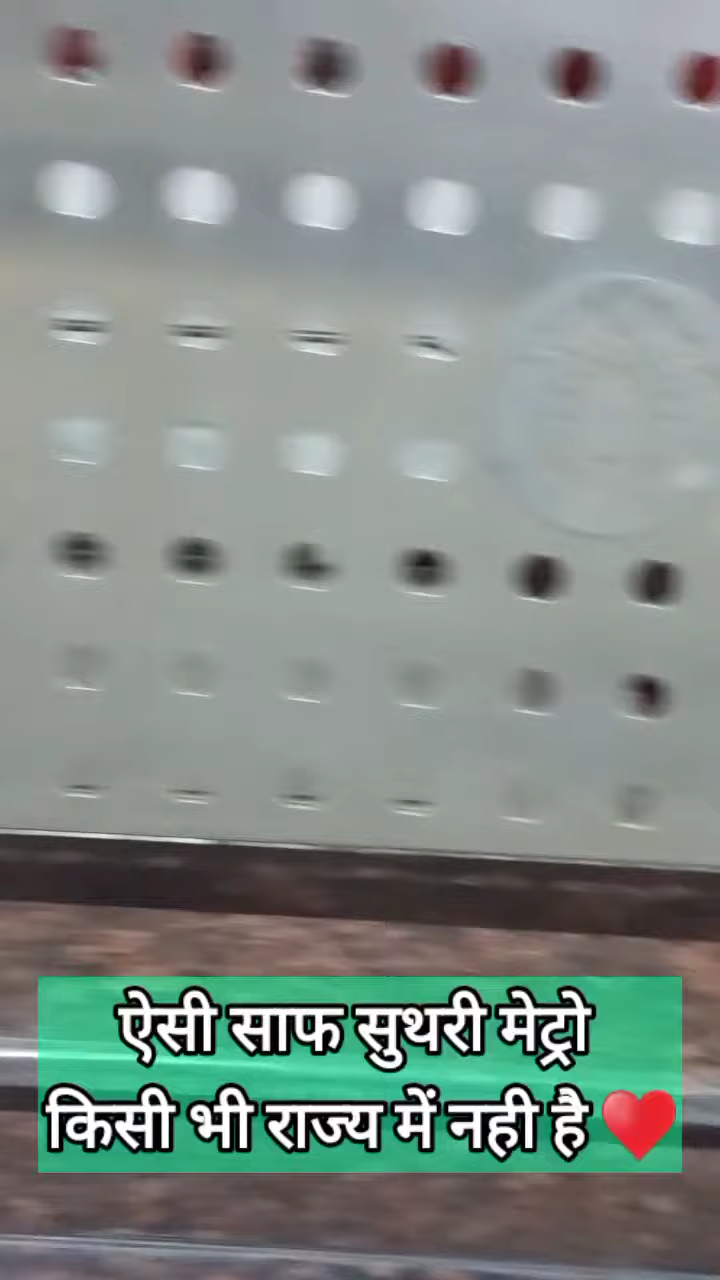 ऐसी साफ सुथरी मेट्रो
किसी भी राज्य में नही है ♥️